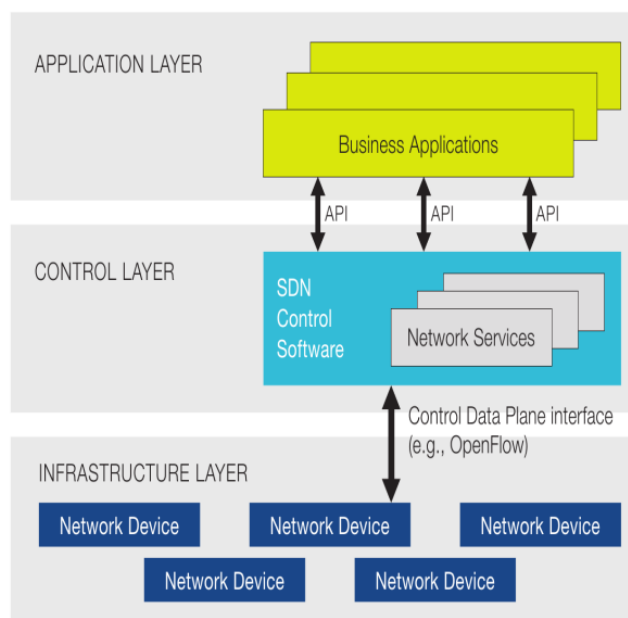 APPLICATION LAYER
Business Applications
API
API
API
CONTROL LAYER
SDN
Control
Software
Network Services
Control Data Plane interface
(e.g., OpenFlow)
INFRASTRUCTURE LAYER
Network Device
Network Device
Network Device
Network Device
Network Device